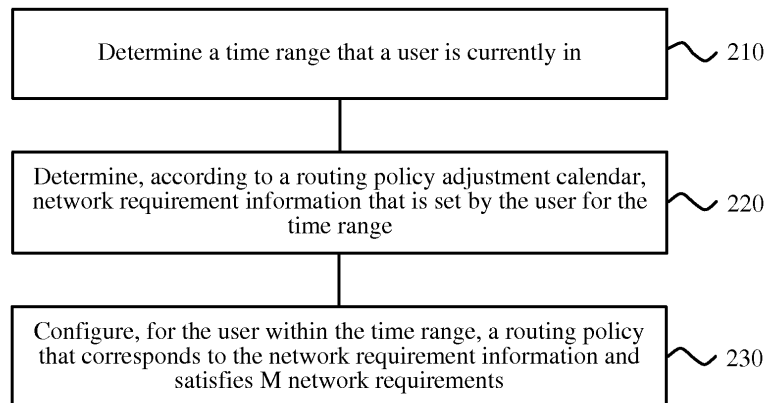 Determine a time range that a user is currently in
210
Determine, according to a routing policy adjustment calendar,
network requirement information that is set by the user for the
time range
220
Configure, for the user within the time range, a routing policy
that corresponds to the network requirement information and
satisfies M network requirements
230